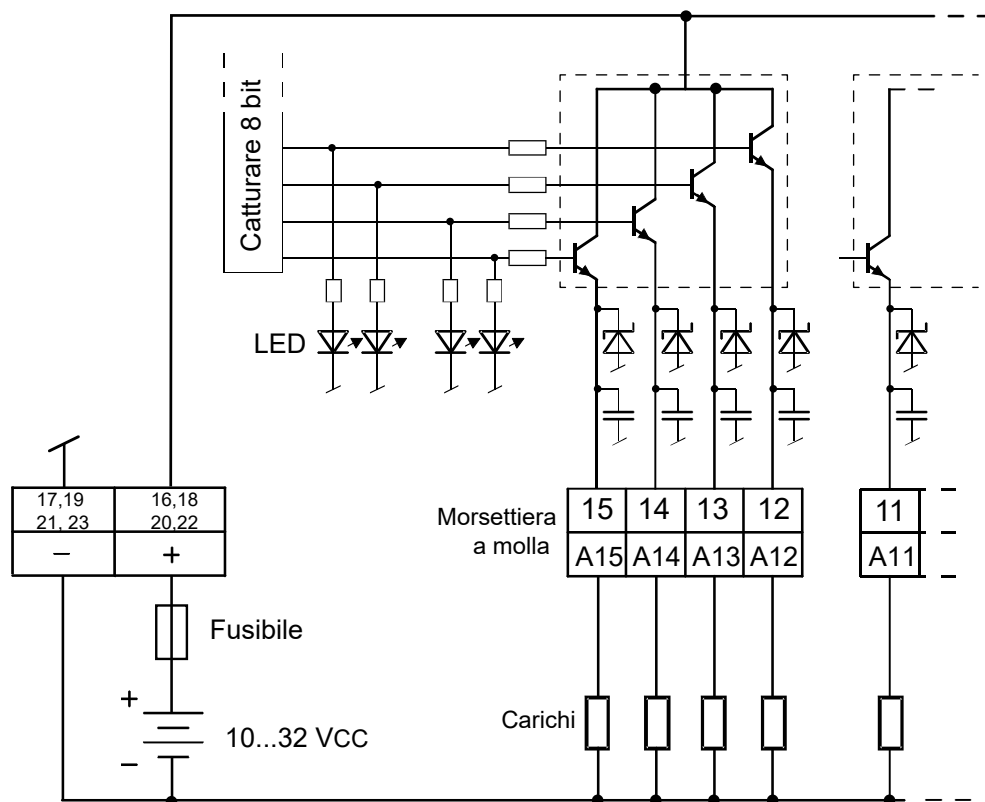 Catturare 8 bit
LED
17,19
21, 23
16,18
20,22
−
+
Morsettiera
a molla
15
14
13
12
11
A15
A14
A13
A12
A11
Fusibile
+
10...32 VCC
−
Carichi